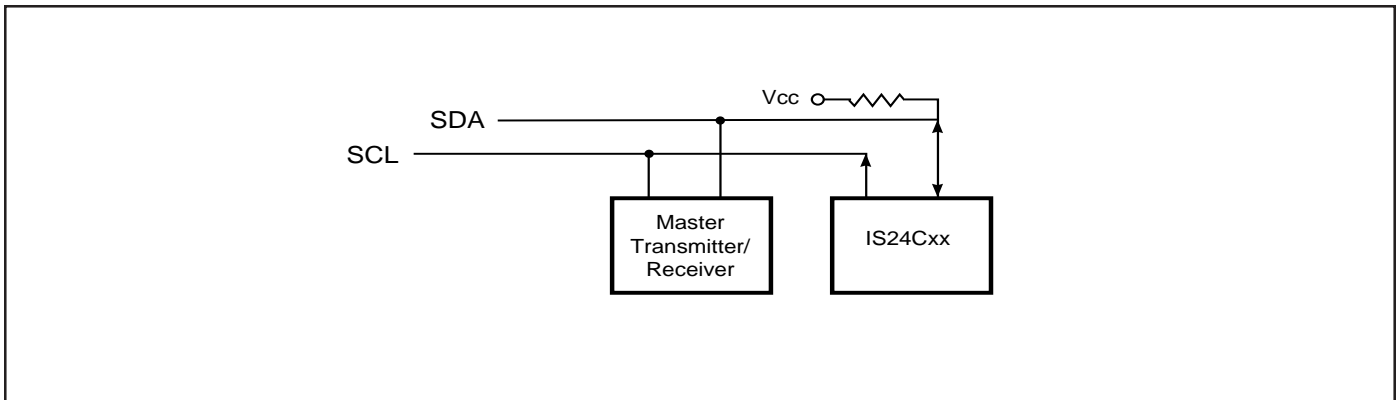 Vcc
SDA
SCL
Master
Transmitter/
Receiver
IS24Cxx